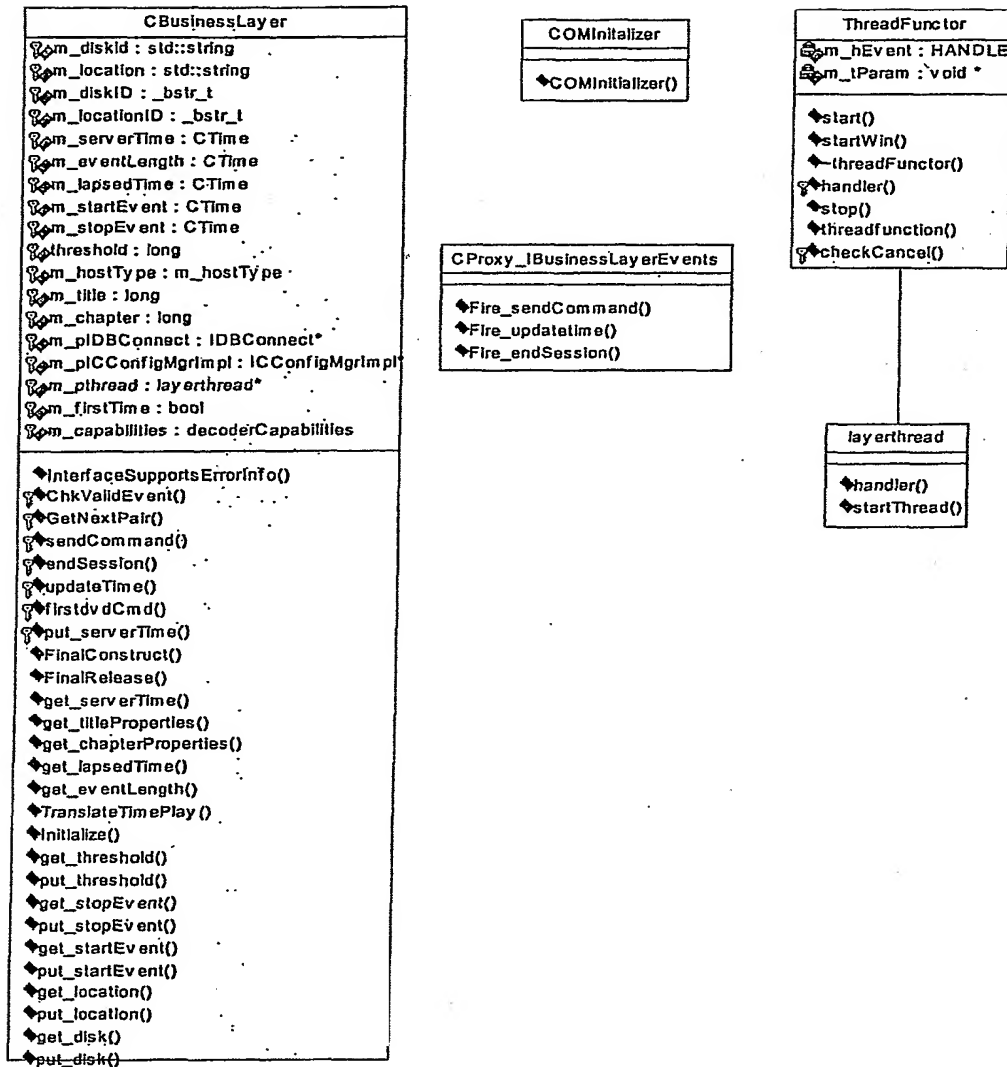 CBusinessLayer
m_diskid : std::string
m_location : std::string
m_diskID : _bstr_t
m_locationID : _bstr_t
m_serverTime : CTime
m_eventLength : CTime
m_lapsedTime : CTime
m_startEvent : CTime
m_stopEvent : CTime
threshold : long
m_hostType : m_hostType
m_title : long
m_chapter : long
m_pIDBConnect : IDBConnect*
m_pICConfigMgrImpl : ICConfigMgrImpl*
m_pthread : layerthread*
m_firstTime : bool
m_capabilities : decoderCapabilities
InterfaceSupportsErrorInfo()
ChkValidEvent()
GetNextPair()
sendCommand()
endSession()
updateTime()
firstdvdCmd()
put_serverTime()
FinalConstruct()
FinalRelease()
get_serverTime()
get_titleProperties()
get_chapterProperties()
get_lapsedTime()
get_eventLength()
TranslateTimePlay()
Initialize()
get_threshold()
put_threshold()
get_stopEvent()
put_stopEvent()
get_startEvent()
put_startEvent()
get_location()
put_location()
get_disk()
put_disk()
COMInitalizer
COMInitializer()
CProxy_IBusinessLayerEvents
Fire_sendCommand()
Fire_updatetime()
Fire_endSession()
ThreadFunctor
m_hEvent : HANDLE
m_tParam : void *
start()
startWin()
~threadFunctor()
handler()
stop()
threadfunction()
checkCancel()
layerthread
handler()
startThread()